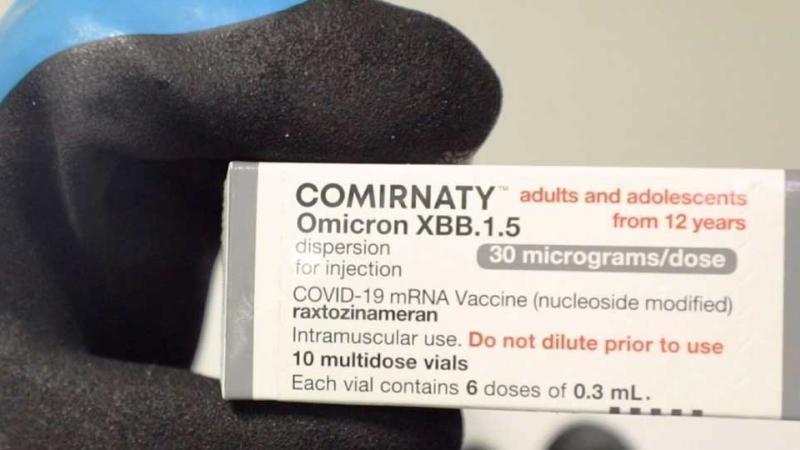 COMIRNATY™ adults and adolescents
from 12 years
Omicron XBB.1.5
dispersion
for injection
30 micrograms/dose
COVID-19 mRNA Vaccine (nucleoside modified)
raxtozinameran
Intramuscular use. Do not dilute prior to use
10 multidose vials
Each vial contains 6 doses of 0.3 mL.